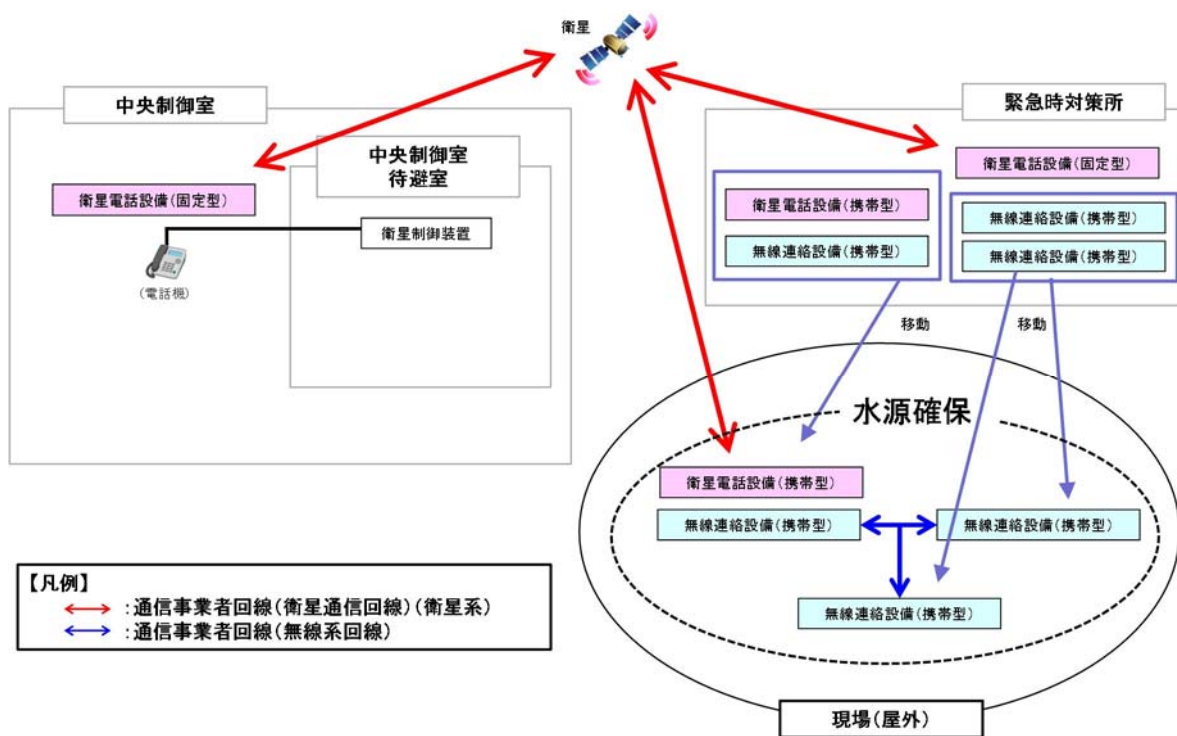 衛星
中央制御室
中央制御室
待避室
衛星電話設備(固定型)
衛星制御装置
(電話機)
緊急時対策所
衛星電話設備(固定型)
衛星電話設備(携帯型)
無線連絡設備(携帯型)
無線連絡設備(携帯型)
無線連絡設備(携帯型)
移動
移動
水源確保
衛星電話設備(携帯型)
無線連絡設備(携帯型)
無線連絡設備(携帯型)
無線連絡設備(携帯型)
現場(屋外)
【凡例】
:通信事業者回線(衛星通信回線)(衛星系)
:通信事業者回線(無線系回線)